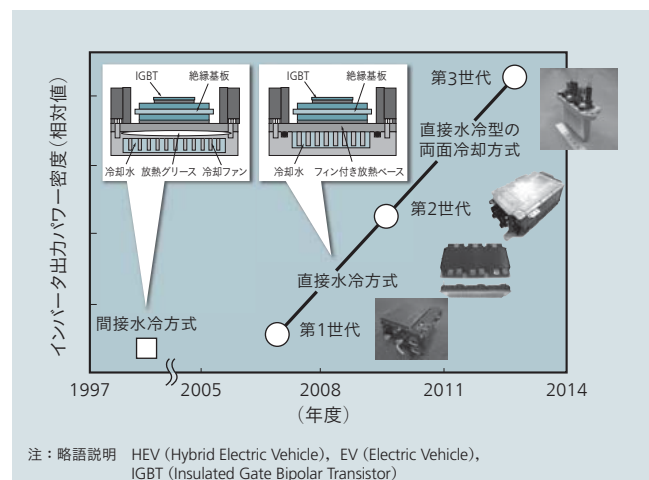 インバータ出力パワー密度（相対値）
IGBT
絶縁基板
冷却水
放熱グリース
冷却ファン
IGBT
絶縁基板
冷却水
フィン付き放熱ベース
第3世代
直接水冷型の
両面冷却方式
第2世代
直接水冷方式
間接水冷方式
第1世代
1997
2005
2008
2011
2014
（年度）
注：略語説明 HEV（Hybrid Electric Vehicle），EV（Electric Vehicle），
IGBT（Insulated Gate Bipolar Transistor）